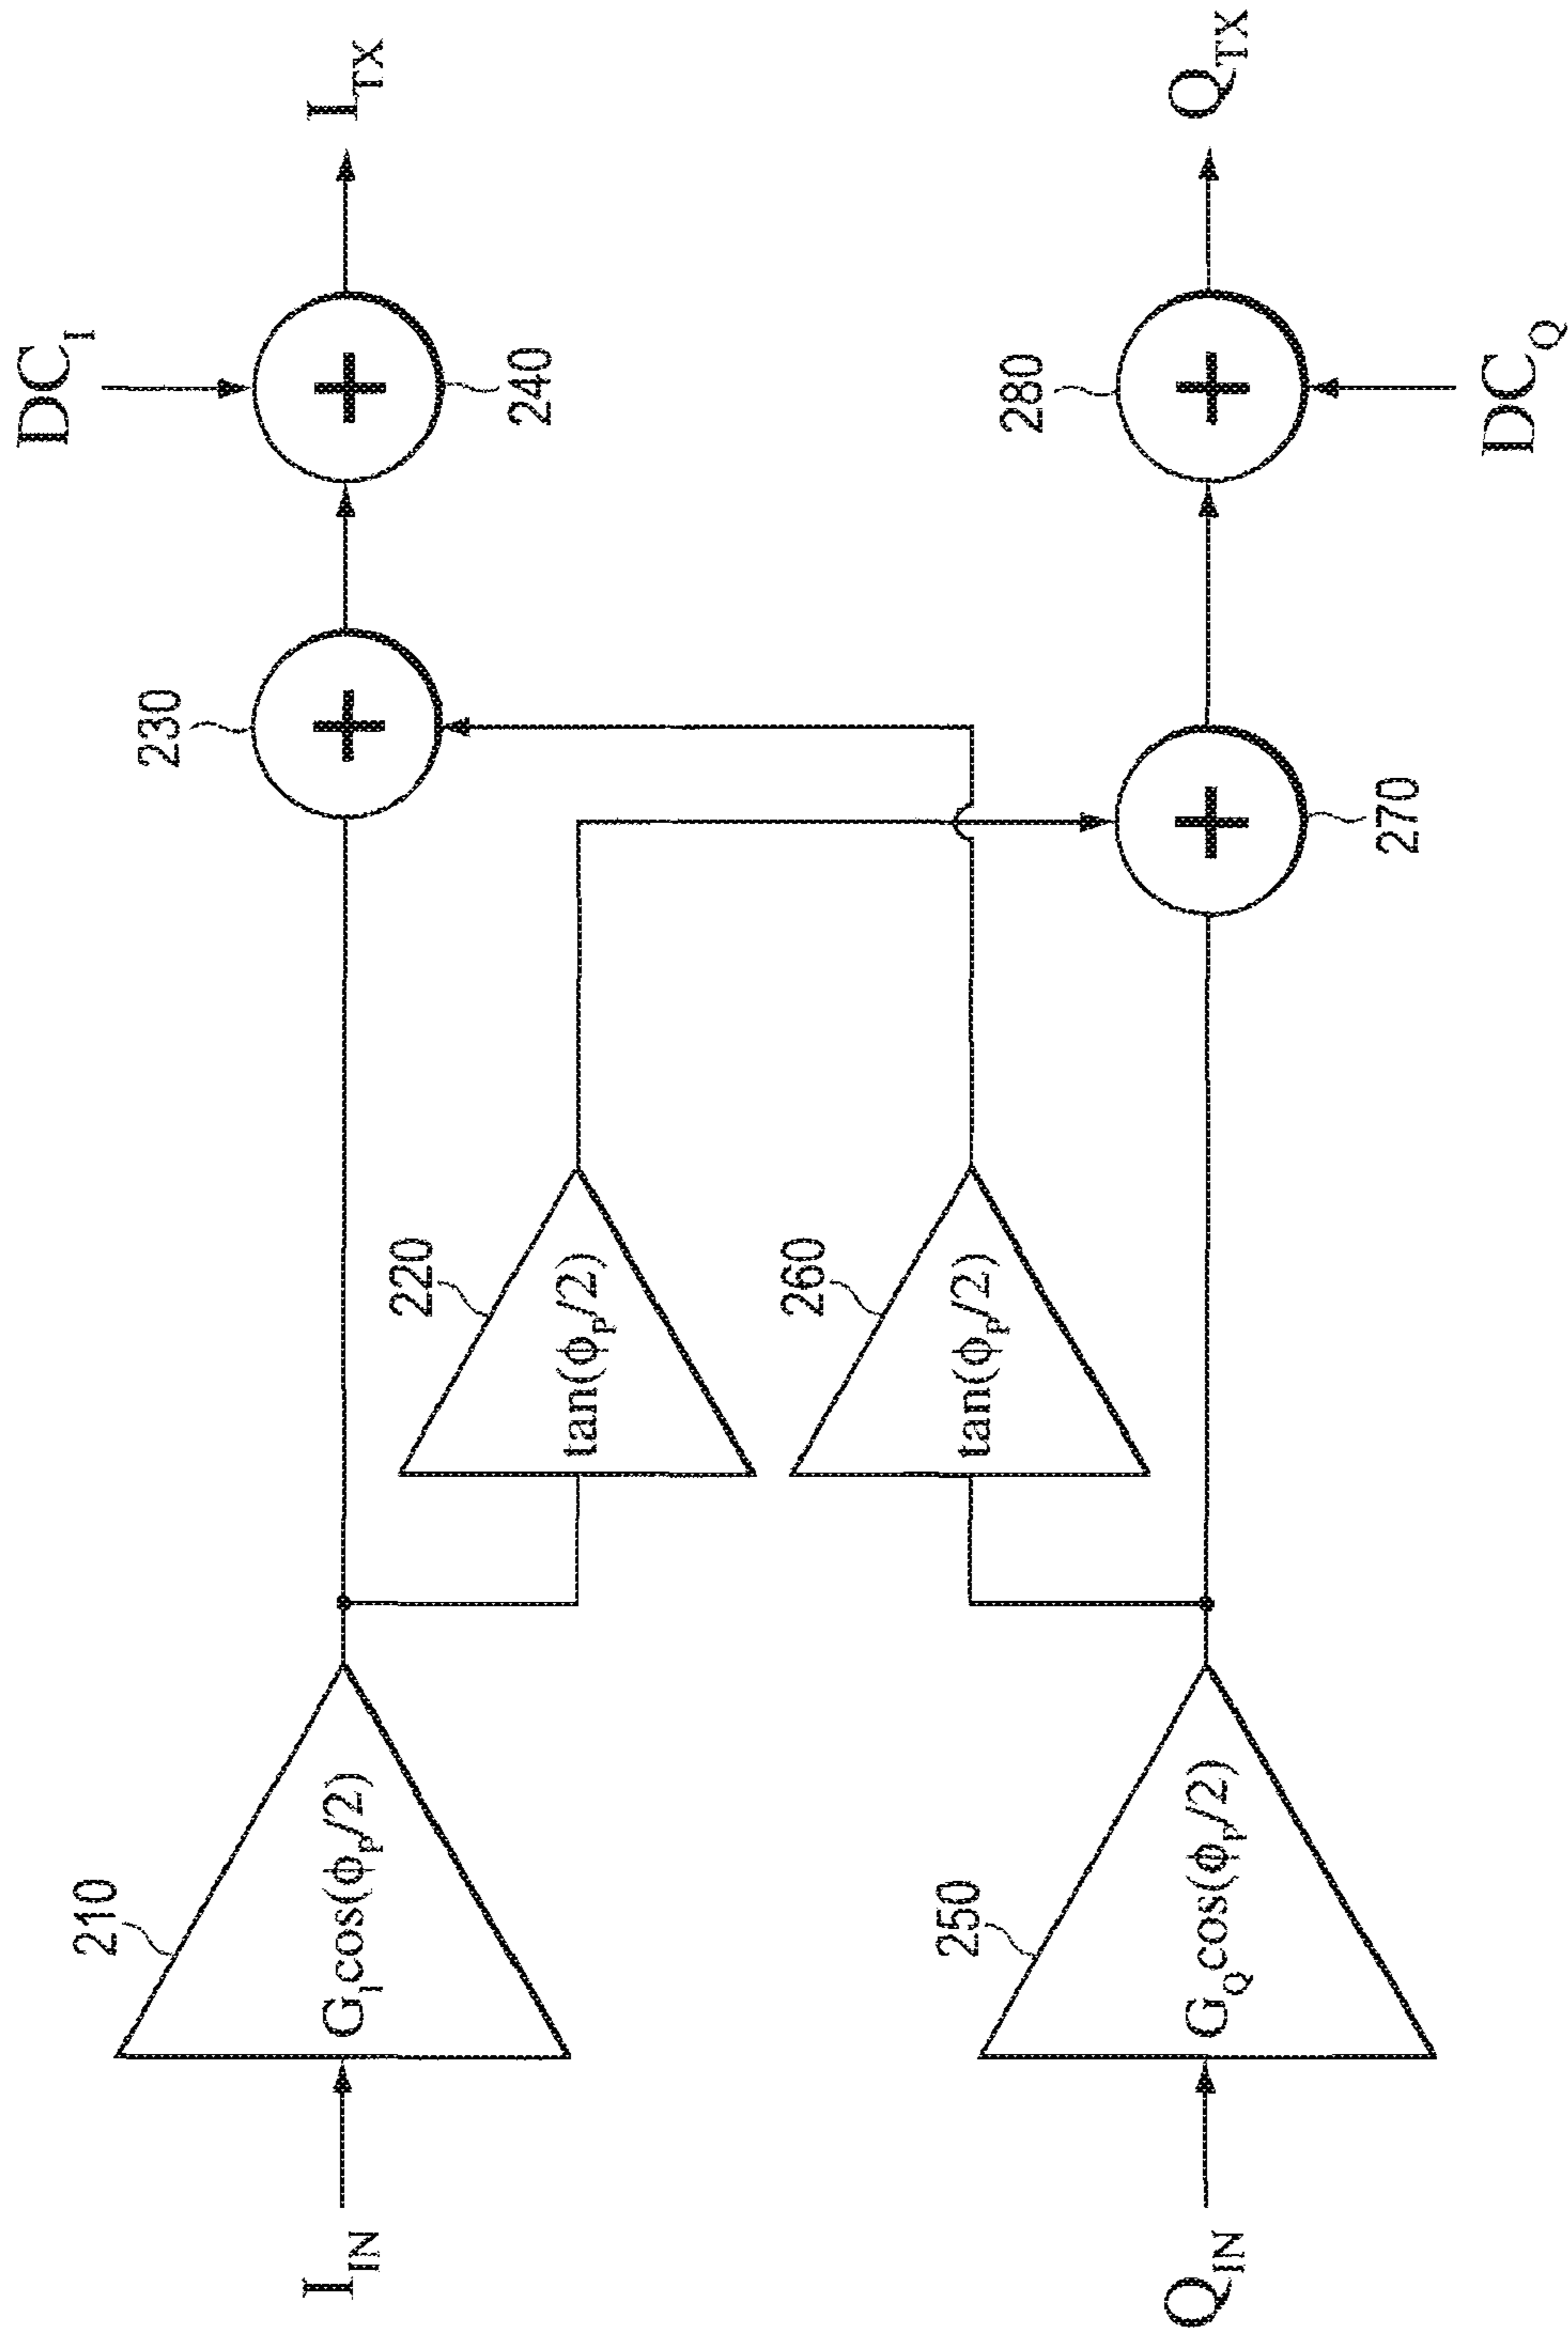 DC_I
230
I_IN
210
G_I cos(ϕ_P/2)
240
I_TX
220
tan(ϕ_P/2)
260
tan(ϕ_P/2)
250
280
Q_IN
G_Q cos(ϕ_P/2)
Q_TX
270
DC_Q